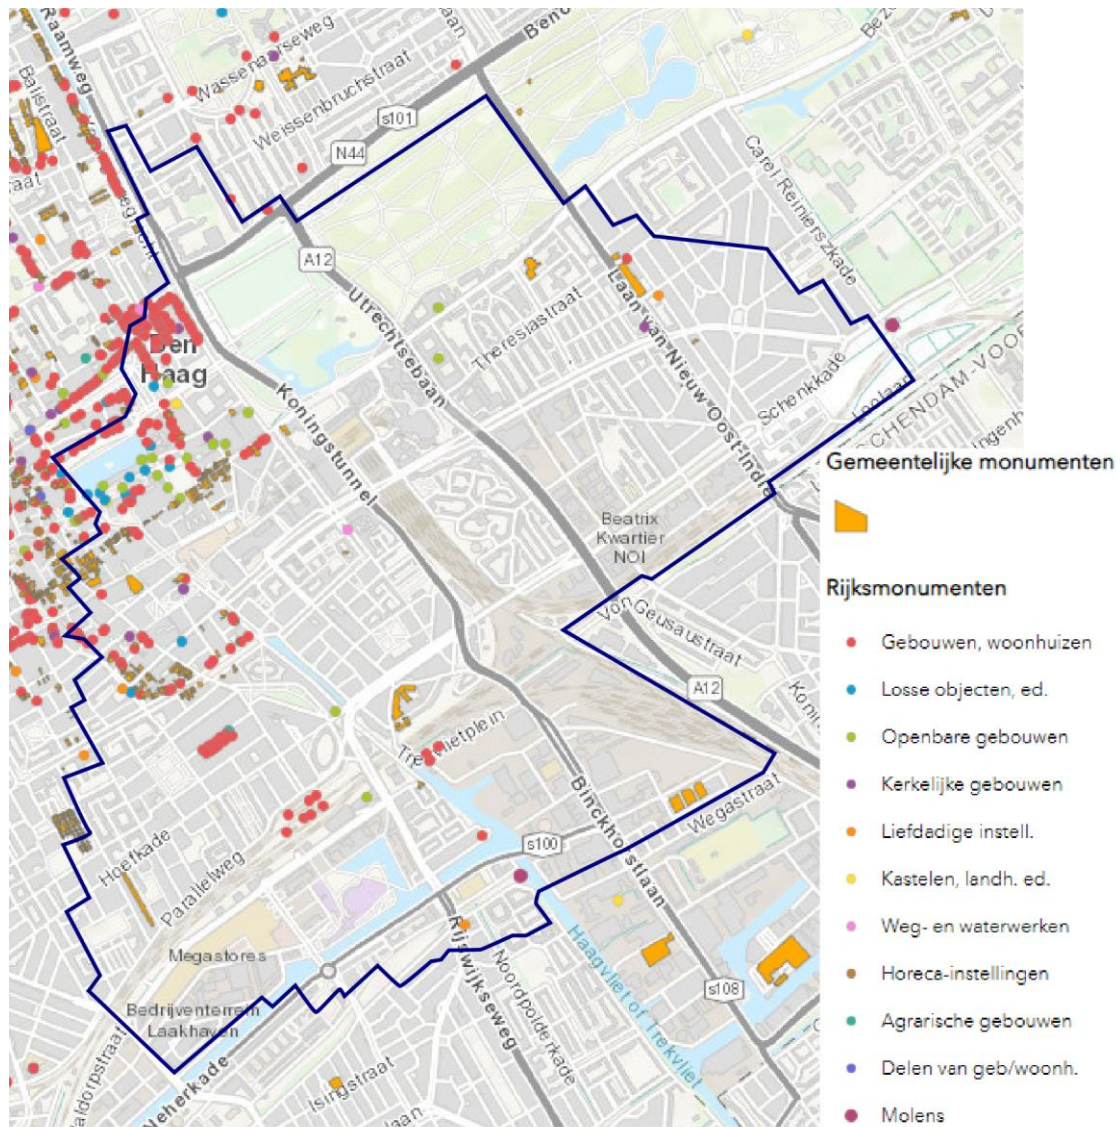 Raamweg
Balistraat
Wassenaarseweg
Weissenbruchstraat
s101
N44
A12
Utrechtsebaan
Theresiastraat
Laan van Nieuw Oost-Indië
Carel Reinierszkade
Schenkkade
Den
Haag
Koningstunnel
Beatrix
Kwartier
NOI
Von Geusaustraat
A12
Binckhorstlaan
Wegastraat
s100
Hoefkade
Parallelweg
Megastores
Bedrijventerrein
Laakhaven
Neherkade
Rijswijkseweg
Noordpolderkade
Haagvliet of Trekvliet
s108
Isingstraat
Gemeentelijke monumenten
Rijksmonumenten
Gebouwen, woonhuizen
Losse objecten, ed.
Openbare gebouwen
Kerkelijke gebouwen
Liefdadige instell.
Kastelen, landh. ed.
Weg- en waterwerken
Horeca-instellingen
Agrarische gebouwen
Delen van geb/woonh.
Molens